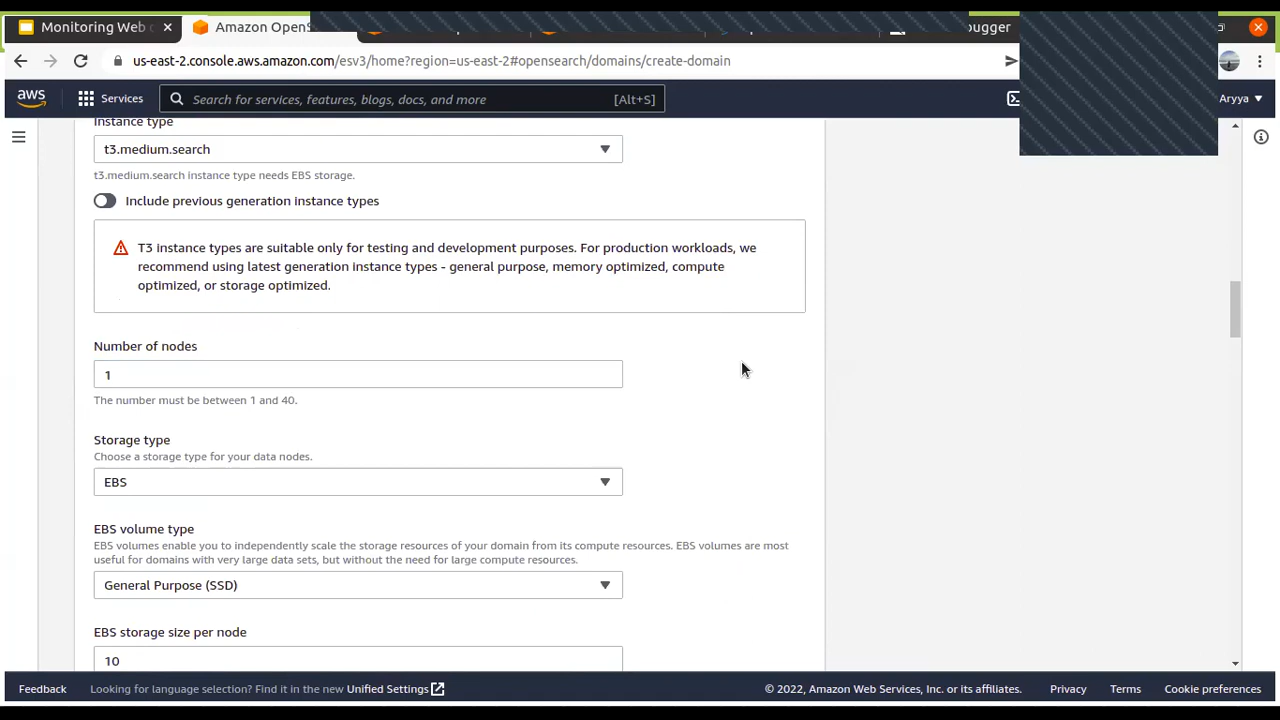 Monitoring Web
Amazon OpenS
ugger
us-east-2.console.aws.amazon.com/esv3/home?region=us-east-2#opensearch/domains/create-domain
aws
Services
Search for services, features, blogs, docs, and more
[Alt+S]
Aryya
Instance type
t3.medium.search
t3.medium.search instance type needs EBS storage.
Include previous generation instance types
T3 instance types are suitable only for testing and development purposes. For production workloads, we
recommend using latest generation instance types - general purpose, memory optimized, compute
optimized, or storage optimized.
Number of nodes
1
The number must be between 1 and 40.
Storage type
Choose a storage type for your data nodes.
EBS
EBS volume type
EBS volumes enable you to independently scale the storage resources of your domain from its compute resources. EBS volumes are most
useful for domains with very large data sets, but without the need for large compute resources.
General Purpose (SSD)
EBS storage size per node
10
Feedback
Looking for language selection? Find it in the new Unified Settings
© 2022, Amazon Web Services, Inc. or its affiliates.
Privacy
Terms
Cookie preferences